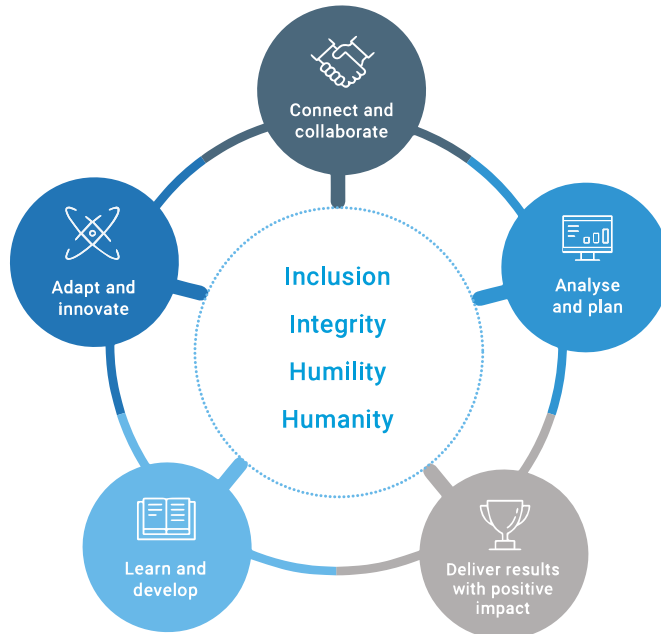 Connect and
collaborate
Analyse
and plan
Deliver results
with positive
impact
Learn and
develop
Adapt and
innovate
Inclusion
Integrity
Humility
Humanity